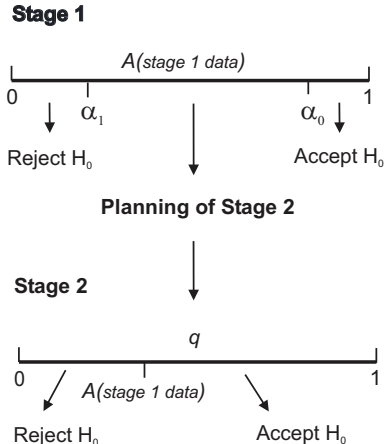 Stage 1
A(stage 1 data)
0 α₁ α₀ 1
Reject H₀ Accept H₀
Planning of Stage 2
Stage 2
q
0 1
A(stage 1 data)
Reject H₀ Accept H₀